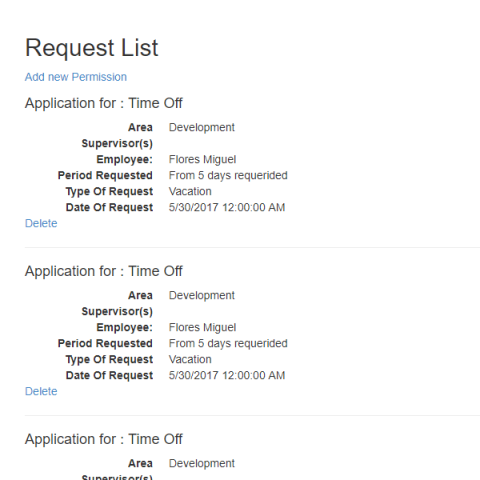 Request List
Add new Permission
Application for : Time Off
Area Development
Supervisor(s)
Employee: Flores Miguel
Period Requested From 5 days requerided
Type Of Request Vacation
Date Of Request 5/30/2017 12:00:00 AM
Delete
Application for : Time Off
Area Development
Supervisor(s)
Employee: Flores Miguel
Period Requested From 5 days requerided
Type Of Request Vacation
Date Of Request 5/30/2017 12:00:00 AM
Delete
Application for : Time Off
Area Development
Supervisor(s)